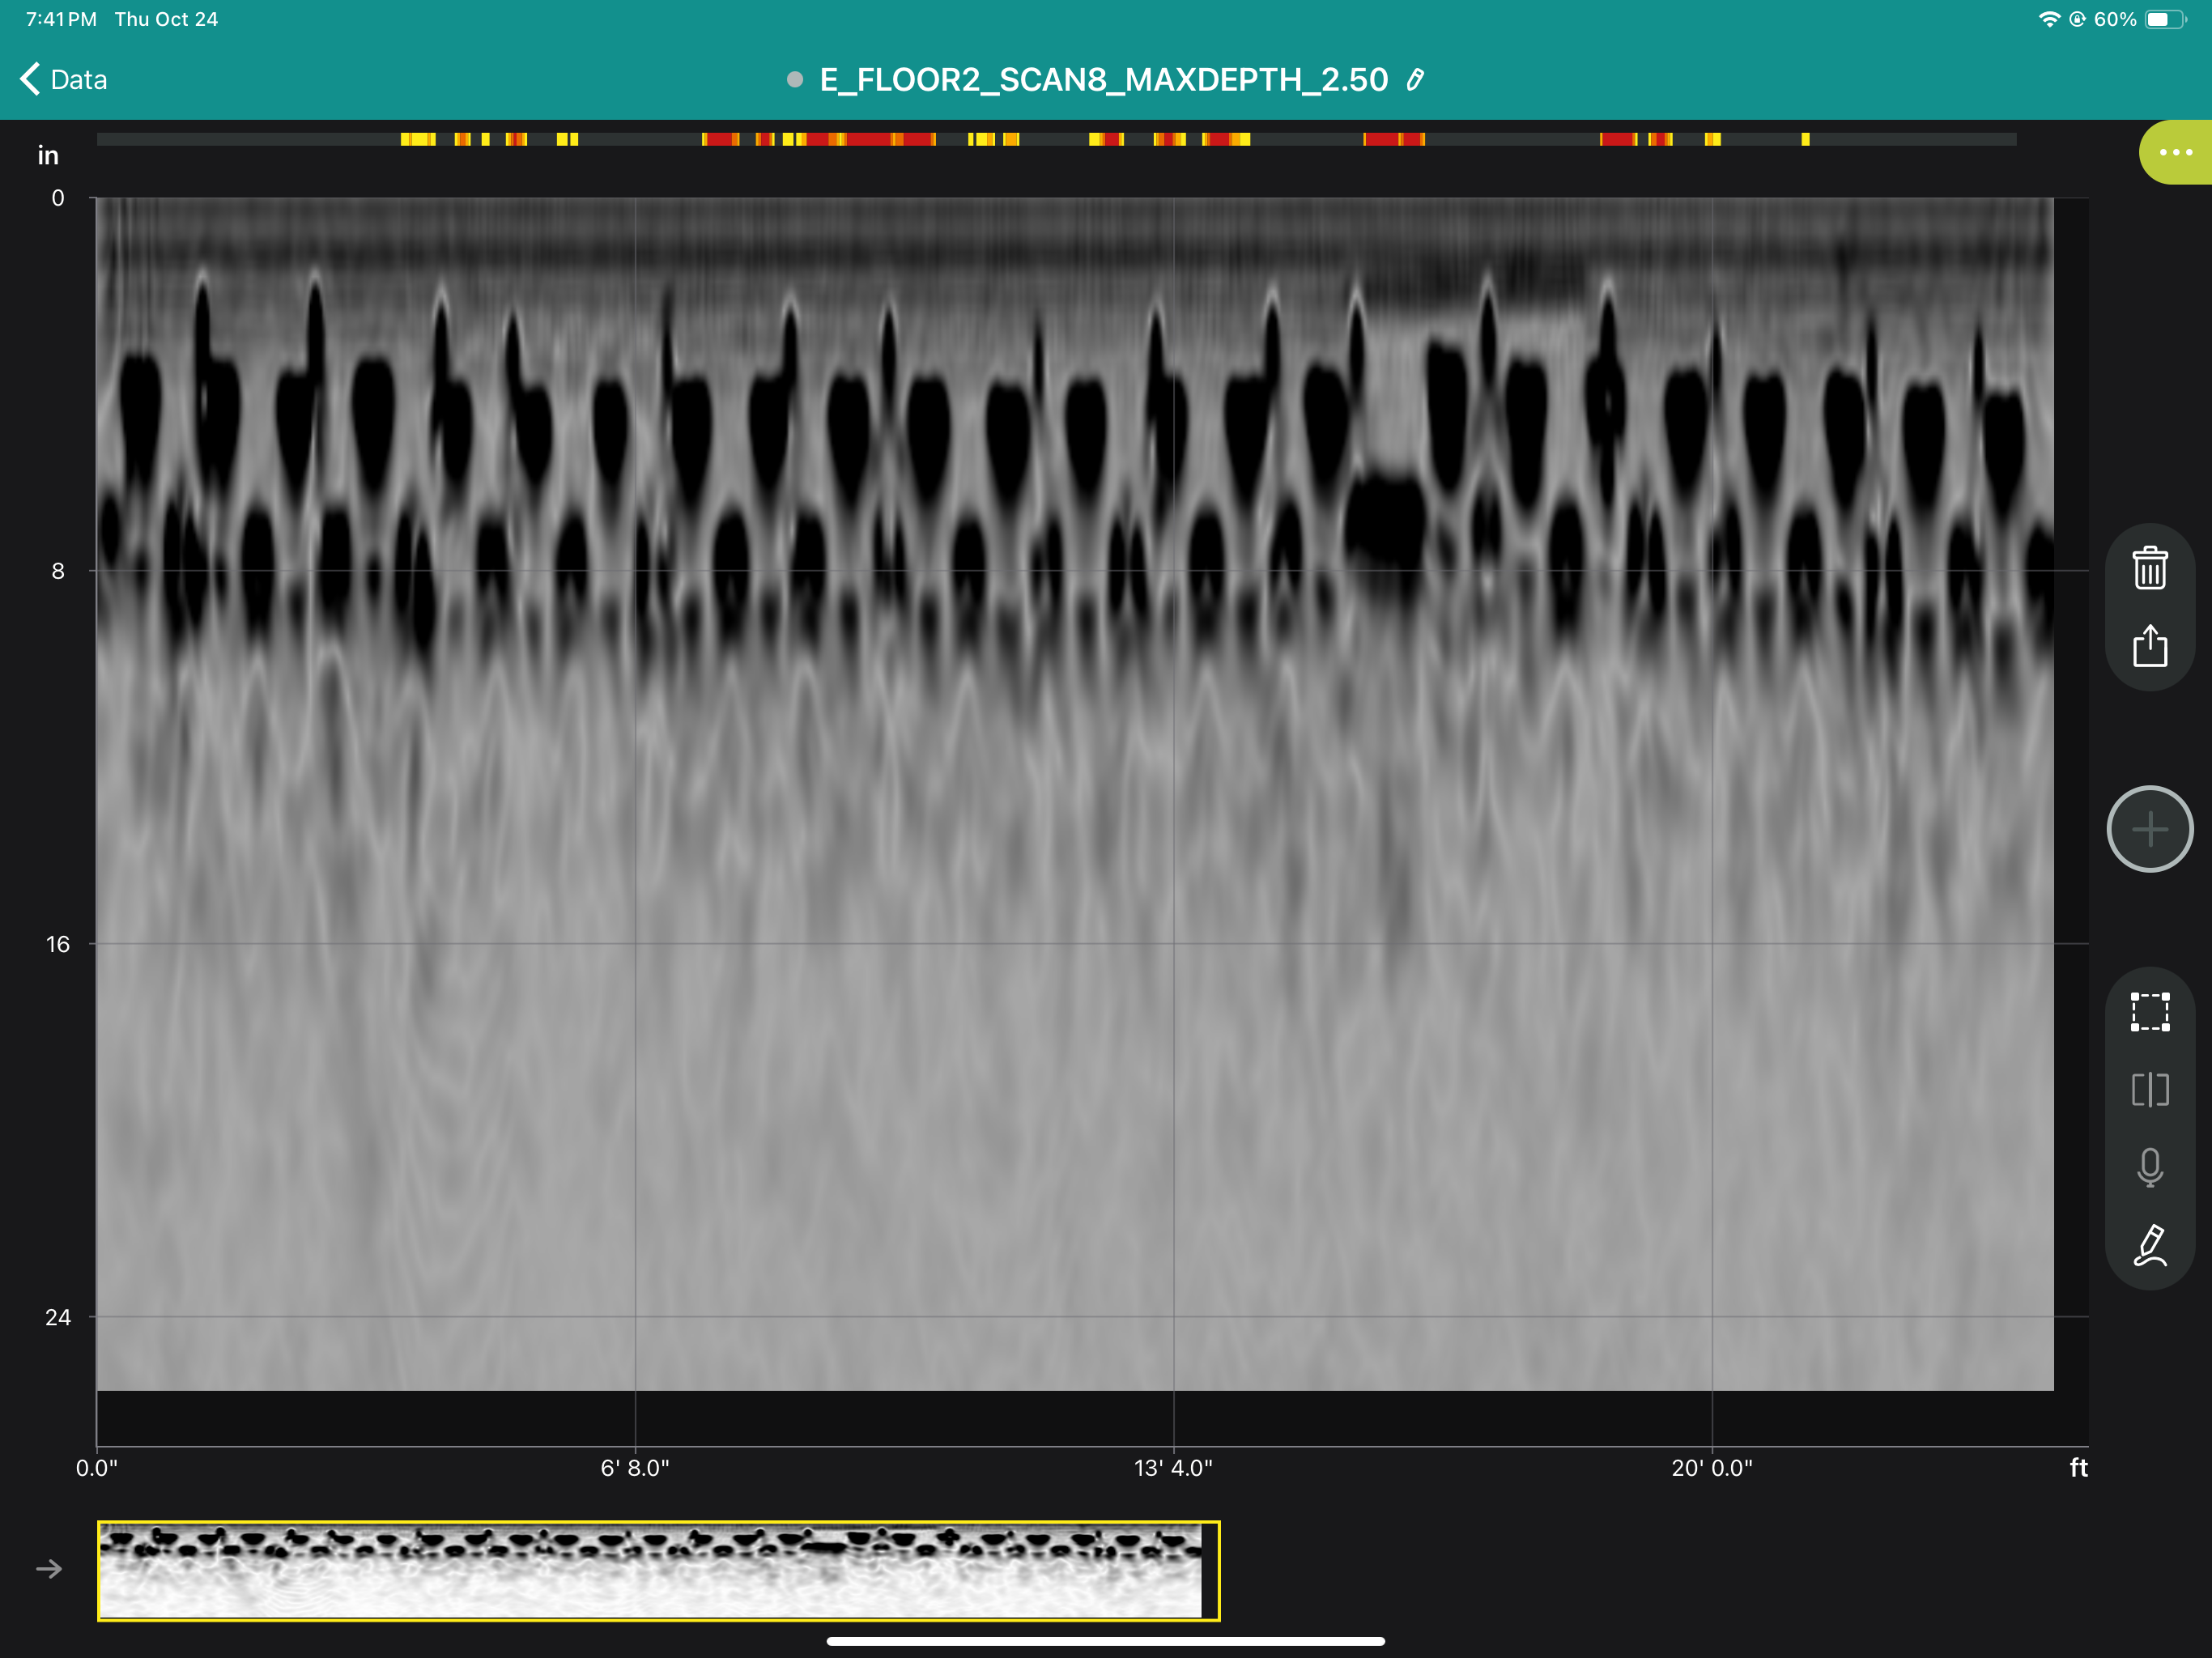 7:41 PM Thu Oct 24
60%
Data
E_FLOOR2_SCAN8_MAXDEPTH_2.50
in
0
8
16
24
0.0" 6' 8.0" 13' 4.0" 20' 0.0" ft